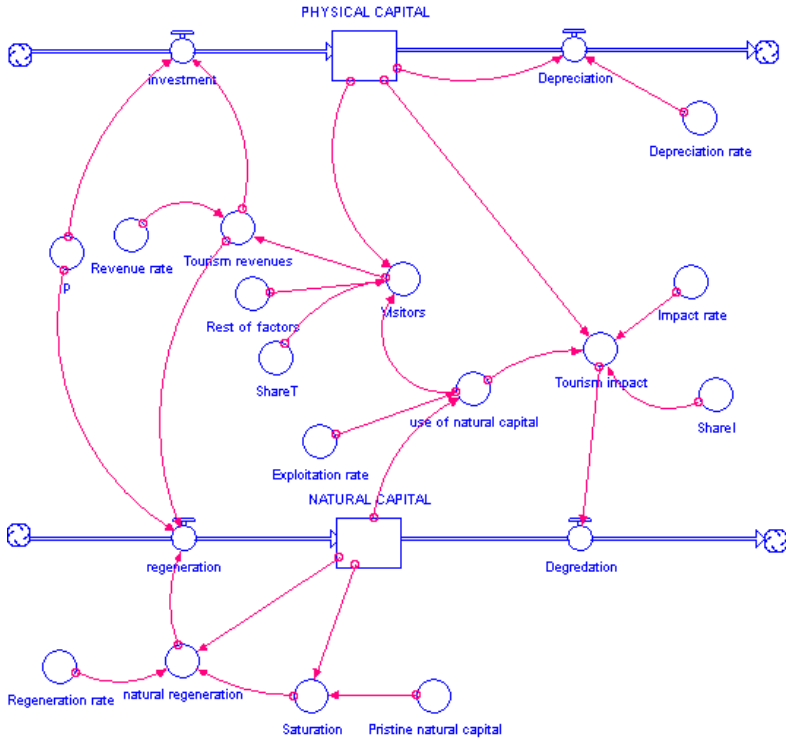 PHYSICAL CAPITAL
investment
Depreciation
Depreciation rate
Revenue rate
Tourism revenues
p
Rest of factors
Visitors
Impact rate
ShareT
Tourism impact
use of natural capital
ShareI
Exploitation rate
NATURAL CAPITAL
regeneration
Degredation
Regeneration rate
natural regeneration
Saturation
Pristine natural capital